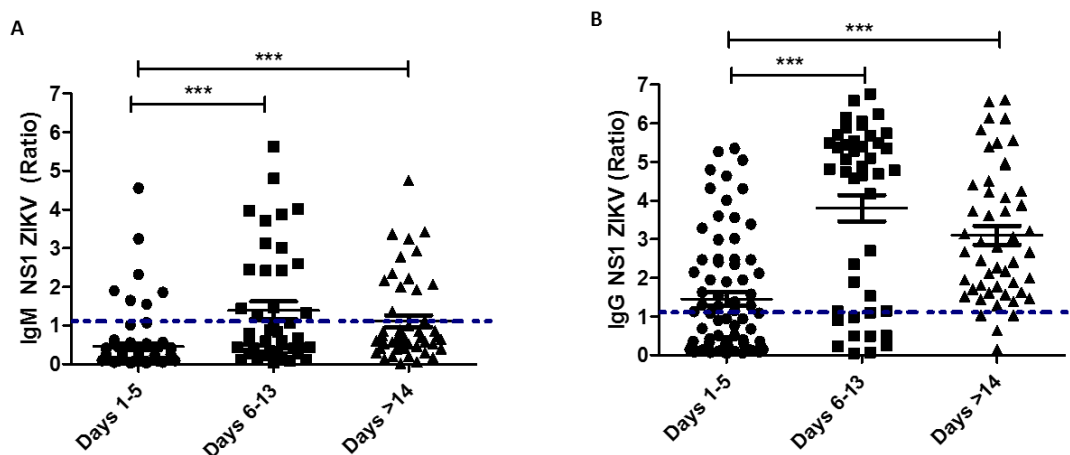 A
IgM NS1 ZIKV (Ratio)
7
6
5
4
3
2
1
0
***
***
Days 1-5
Days 6-13
Days >14
B
IgG NS1 ZIKV (Ratio)
7
6
5
4
3
2
1
0
***
***
Days 1-5
Days 6-13
Days >14